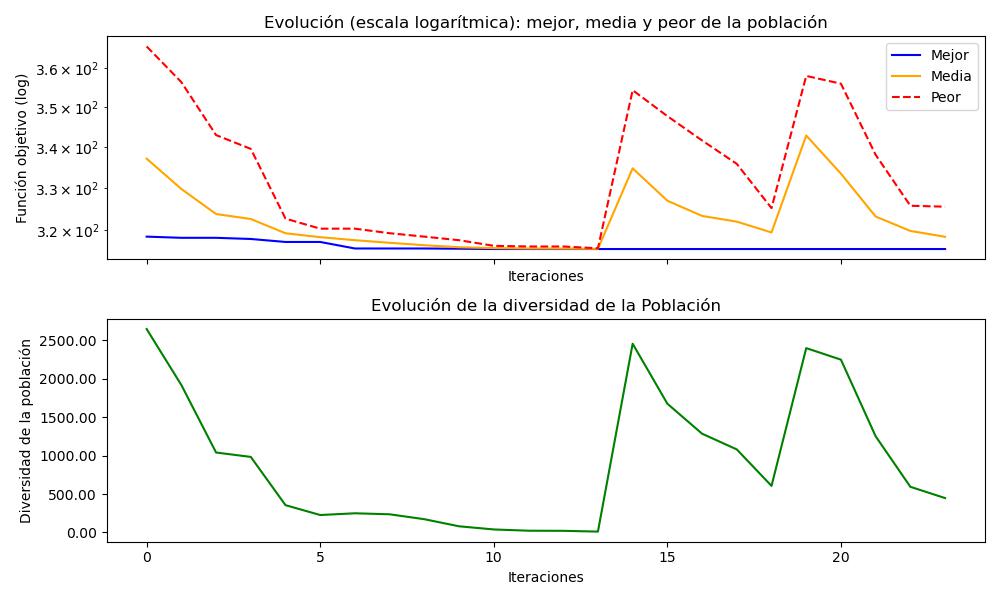 Evolución (escala logarítmica): mejor, media y peor de la población
Función objetivo (log)
3.6 × 10²
3.5 × 10²
3.4 × 10²
3.3 × 10²
3.2 × 10²
Mejor
Media
Peor
Iteraciones
Evolución de la diversidad de la Población
Diversidad de la población
2500.00
2000.00
1500.00
1000.00
500.00
0.00
0 5 10 15 20
Iteraciones